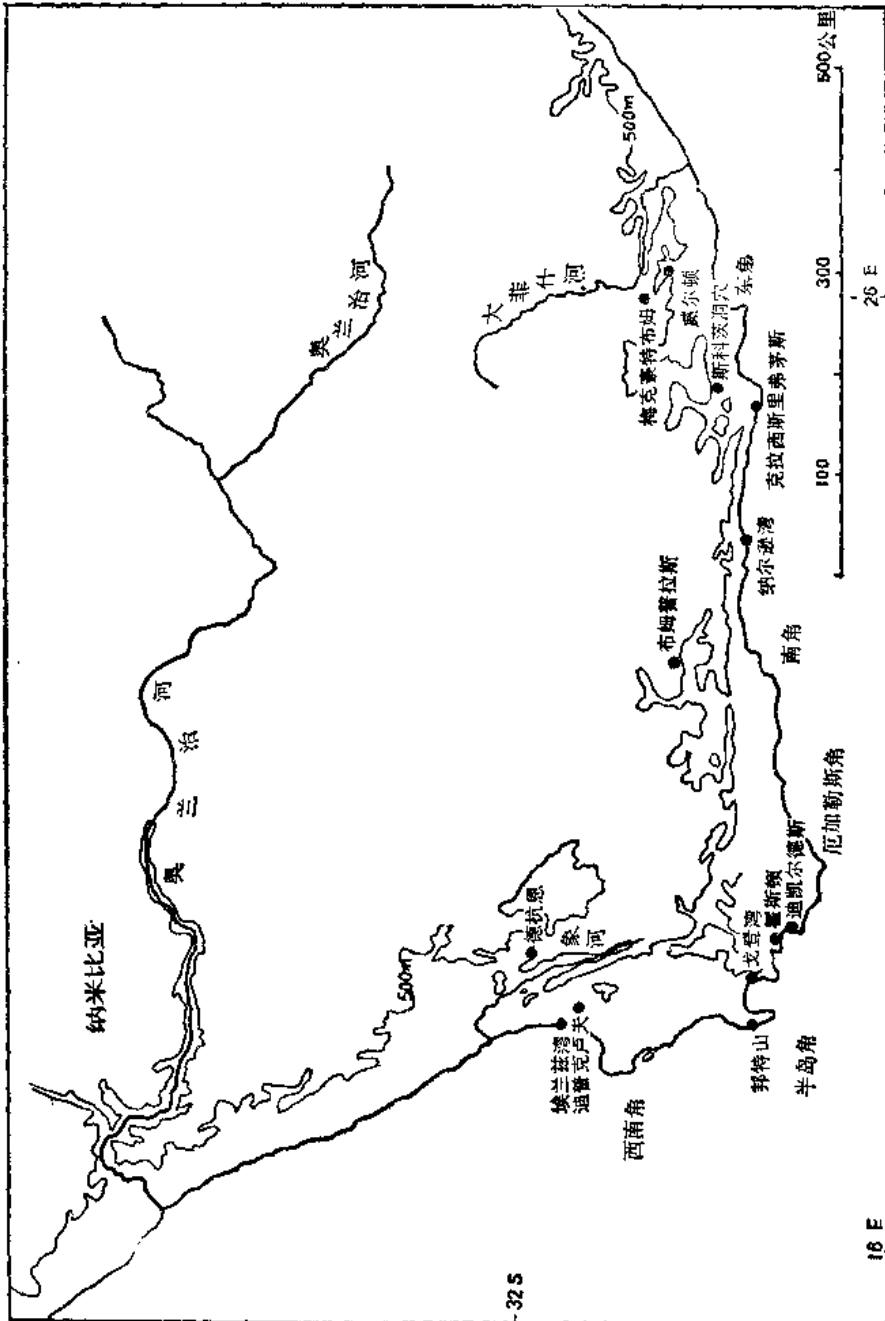 纳米比亚
奥兰治河
奥兰治河
大菲什河
500m
500m
德杭恩
象河
埃兰兹湾
迪普克卢夫
西南角
邦特山
半岛角
戈登湾
霍斯顿
迪凯尔德斯
厄加勒斯角
南角
布姆普拉斯
纳尔逊湾
克拉西斯里弗茅斯
斯科茨洞穴
东角
梅克豪特布姆
威尔顿
100
300
500公里
32 S
18 E
26 E